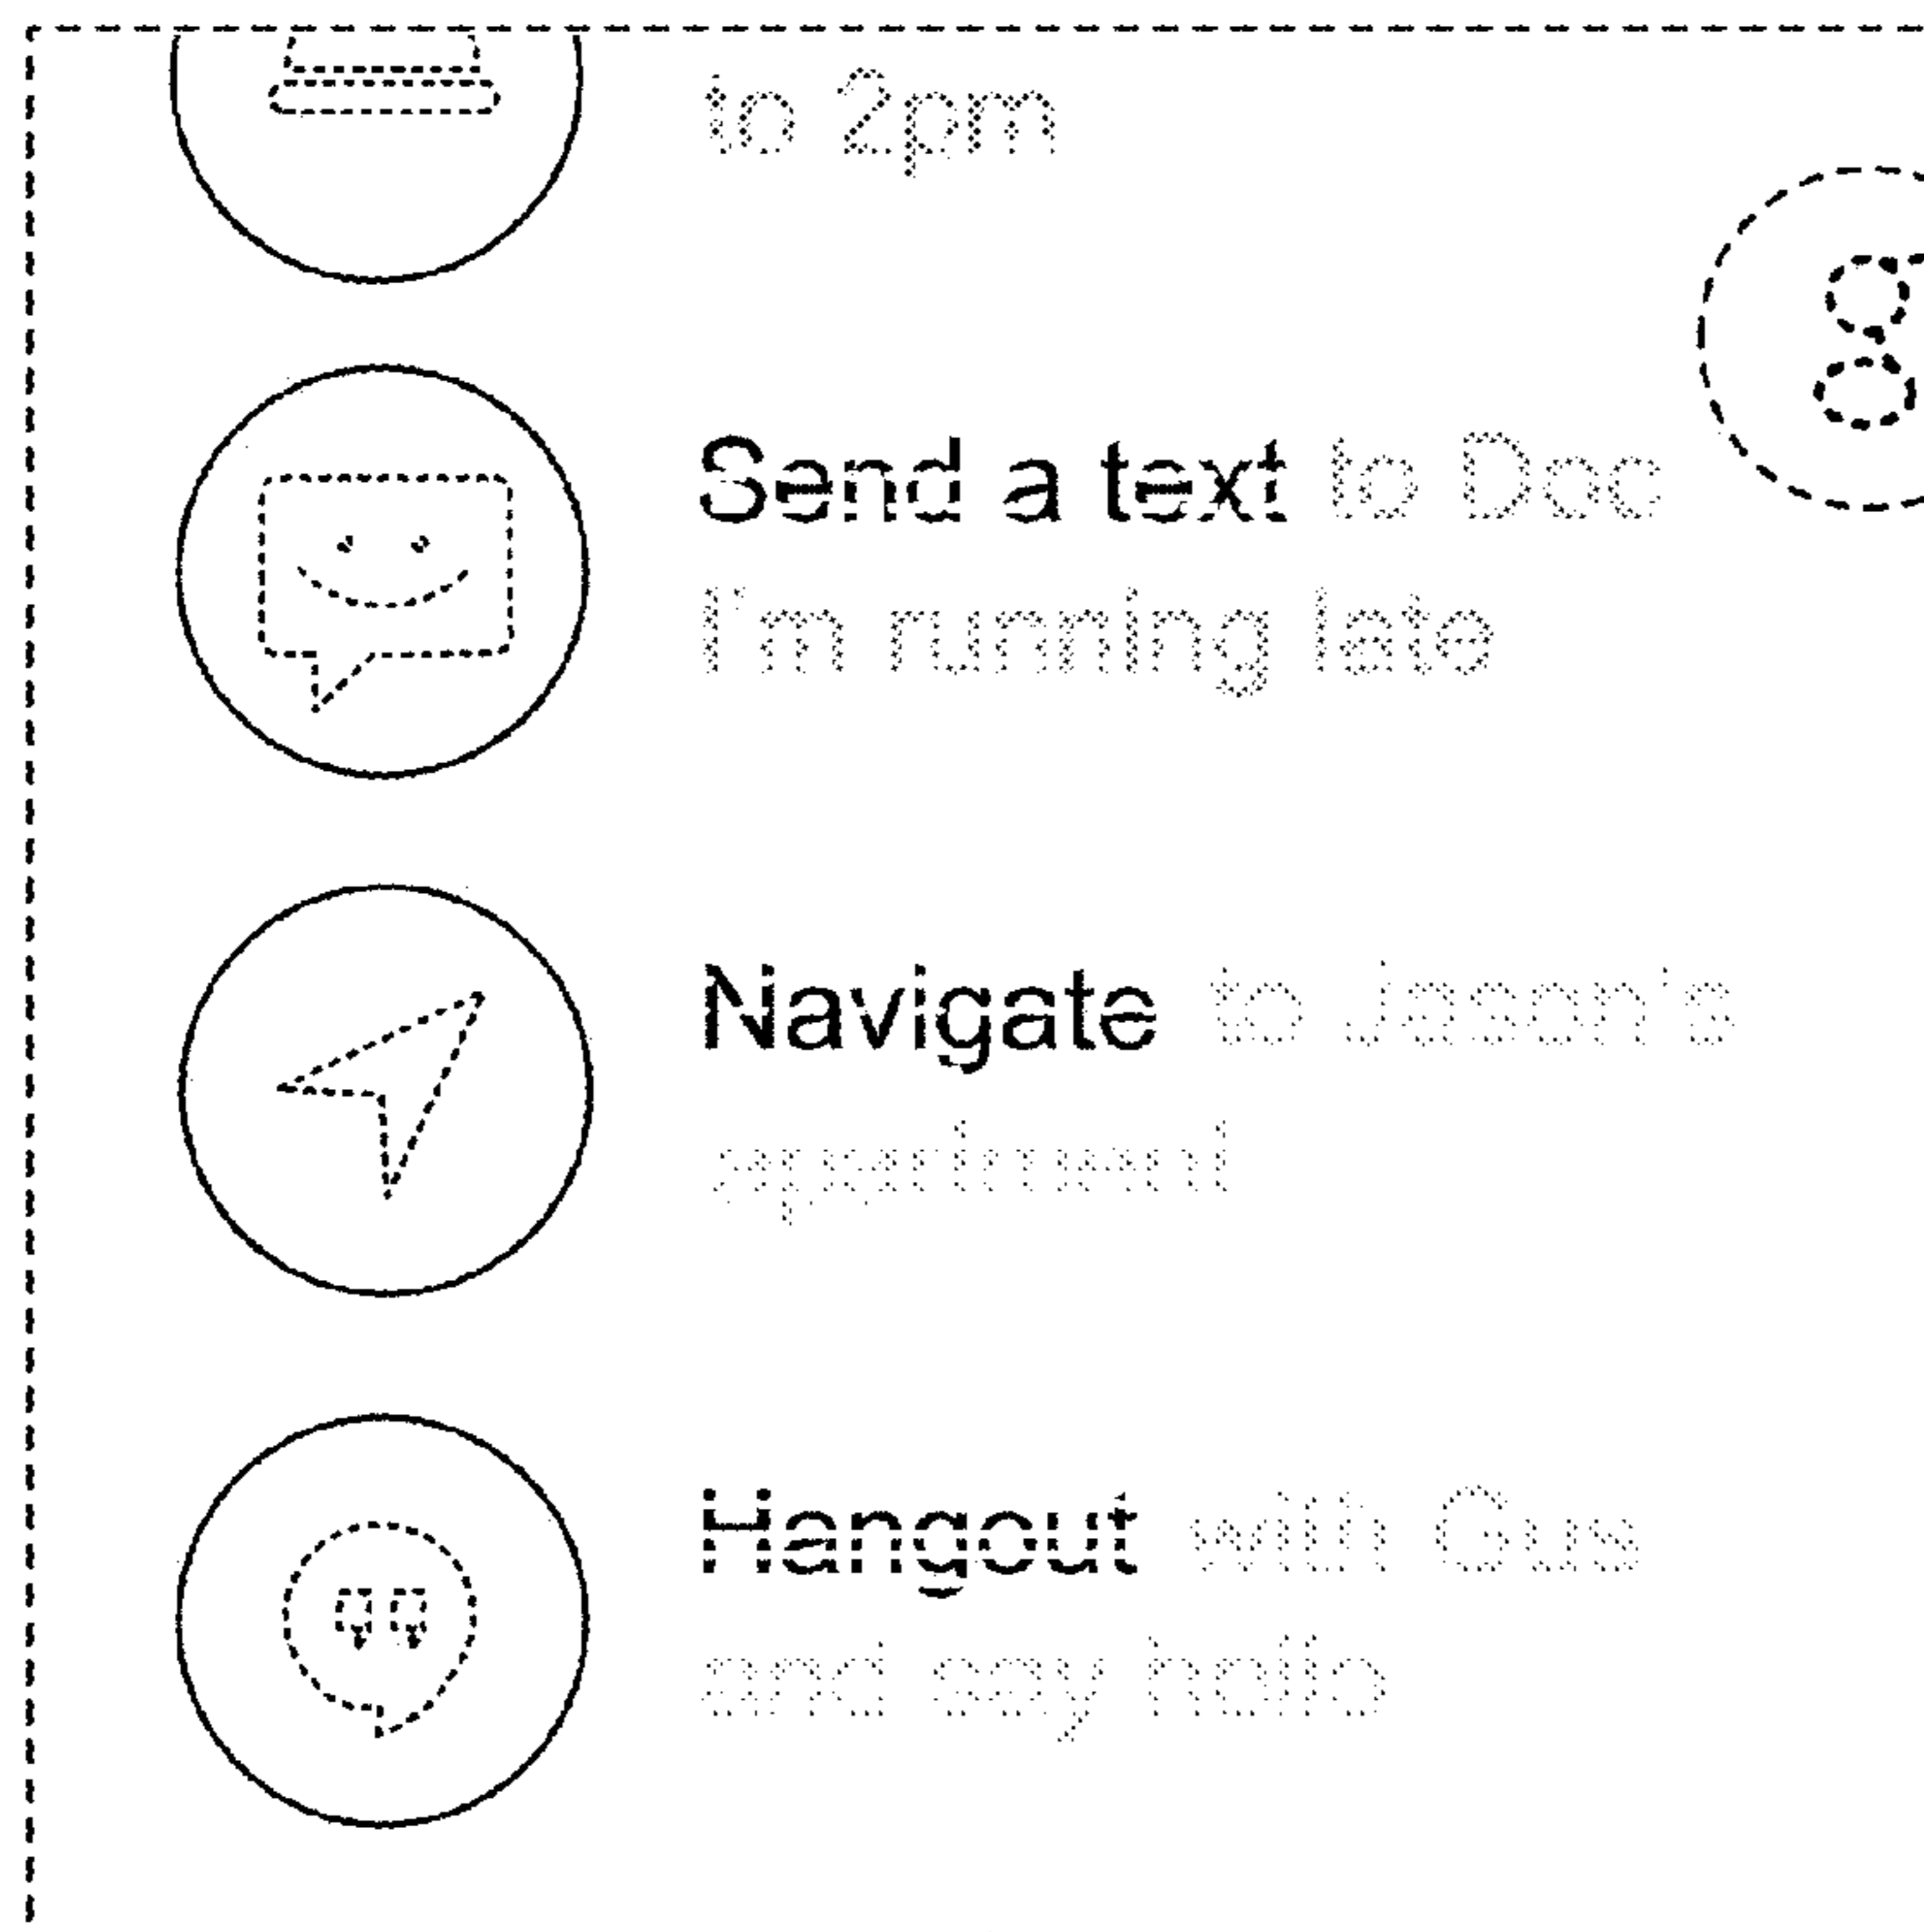 to 2pm
Send a text to Doc
I'm running late
Navigate to Jason's
apartment
Hangout with Gus
and say hello